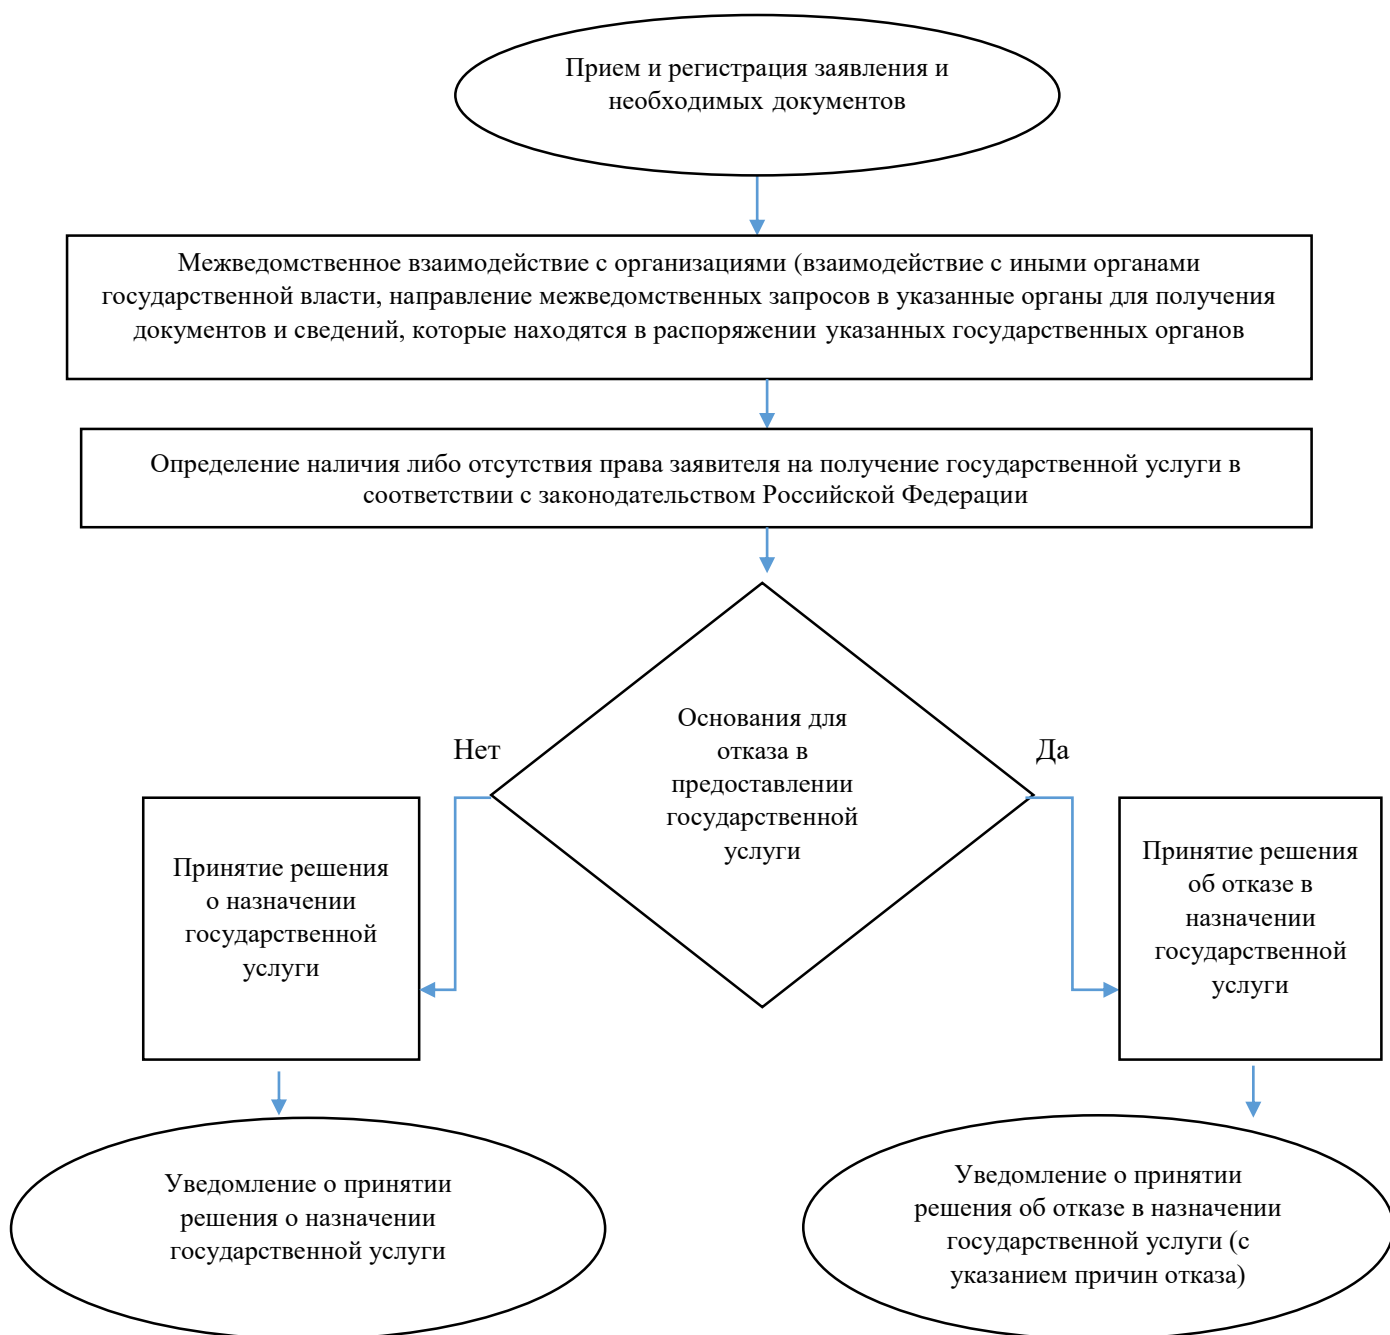 Прием и регистрация заявления и
необходимых документов
Межведомственное взаимодействие с организациями (взаимодействие с иными органами
государственной власти, направление межведомственных запросов в указанные органы для получения
документов и сведений, которые находятся в распоряжении указанных государственных органов
Определение наличия либо отсутствия права заявителя на получение государственной услуги в
соответствии с законодательством Российской Федерации
Основания для
отказа в
предоставлении
государственной
услуги
Нет
Да
Принятие решения
о назначении
государственной
услуги
Принятие решения
об отказе в
назначении
государственной
услуги
Уведомление о принятии
решения о назначении
государственной услуги
Уведомление о принятии
решения об отказе в назначении
государственной услуги (с
указанием причин отказа)